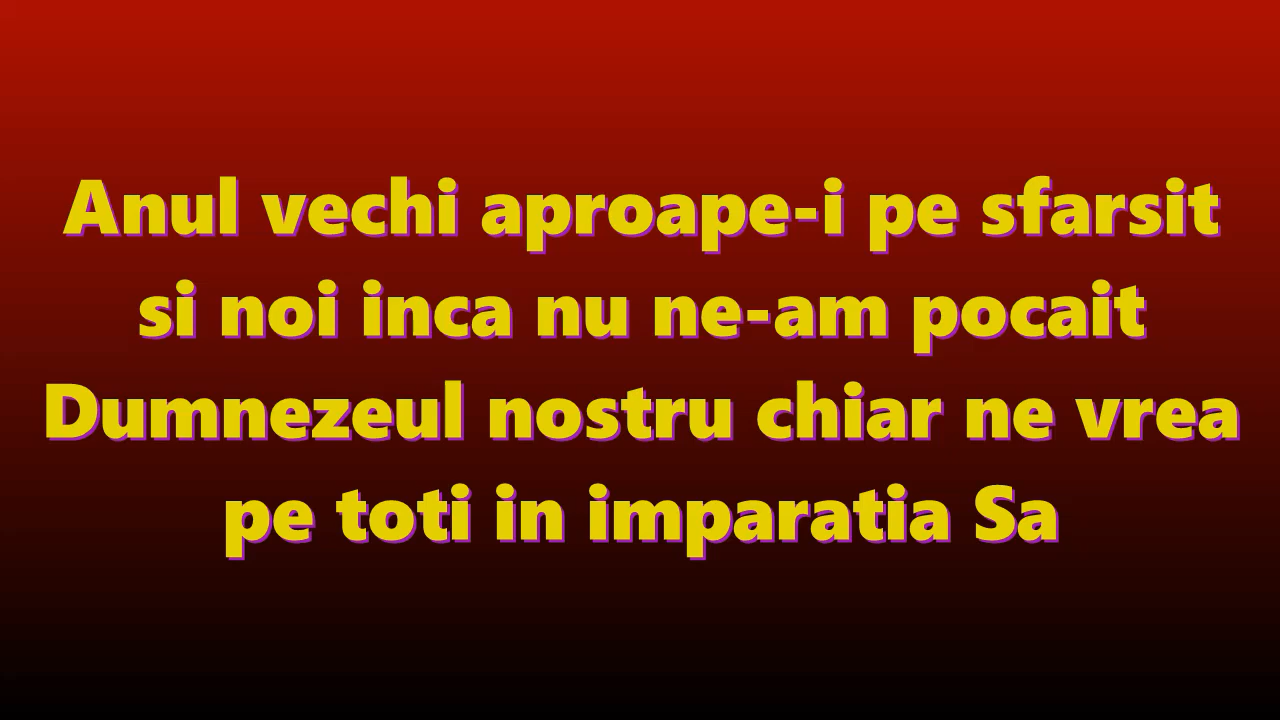 Anul vechi aproape-i pe sfarsit
si noi inca nu ne-am pocait
Dumnezeul nostru chiar ne vrea
pe toti in imparatia Sa